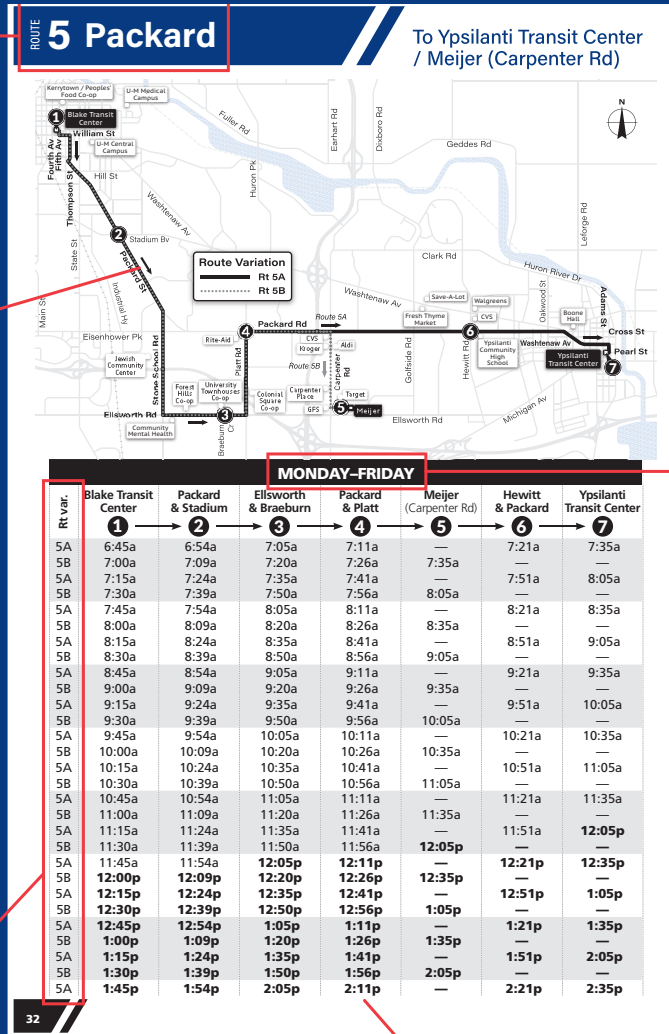 ROUTE 5 Packard
To Ypsilanti Transit Center
/ Meijer (Carpenter Rd)
Kerrytown / Peoples'
Food Co-op
U-M Medical
Campus
1
Blake Transit
Center
William St
U-M Central
Campus
Fourth Av
Fifth Av
Thompson St
Hill St
State St
Washtenaw Av
2
Stadium Bv
Packard St
Industrial Hy
Main St
Eisenhower Pk
Jewish
Community
Center
Stone School Rd
Ellsworth Rd
Community
Mental Health
Forest
Hills
Co-op
University
Townhouses
Co-op
3
Braeburn
Cr
Rite-Aid
Platt Rd
4
Packard Rd
Route 5A
Fuller Rd
Huron Pk
Earhart Rd
Dixboro Rd
Geddes Rd
N
Route Variation
Rt 5A
Rt 5B
Clark Rd
Huron River Dr
Leforge Rd
Washtenaw Av
Save-A-Lot
Walgreens
Fresh Thyme
Market
CVS
Oakwood St
Boone
Hall
Adams St
Cross St
Pearl St
CVS
Kroger
Aldi
Route 5B
Carpenter
Rd
Colonial
Square
Co-op
Carpenter
Place
GFS
Target
5
Meijer
Golfside Rd
Hewitt Rd
6
Ypsilanti
Community
High
School
Washtenaw Av
Ypsilanti
Transit Center
7
Michigan Av
Ellsworth Rd
MONDAY–FRIDAY
Rt var.
Blake Transit
Center
1
Packard
& Stadium
2
Ellsworth
& Braeburn
3
Packard
& Platt
4
Meijer
(Carpenter Rd)
5
Hewitt
& Packard
6
Ypsilanti
Transit Center
7
5A 6:45a 6:54a 7:05a 7:11a — 7:21a 7:35a
5B 7:00a 7:09a 7:20a 7:26a 7:35a — —
5A 7:15a 7:24a 7:35a 7:41a — 7:51a 8:05a
5B 7:30a 7:39a 7:50a 7:56a 8:05a — —
5A 7:45a 7:54a 8:05a 8:11a — 8:21a 8:35a
5B 8:00a 8:09a 8:20a 8:26a 8:35a — —
5A 8:15a 8:24a 8:35a 8:41a — 8:51a 9:05a
5B 8:30a 8:39a 8:50a 8:56a 9:05a — —
5A 8:45a 8:54a 9:05a 9:11a — 9:21a 9:35a
5B 9:00a 9:09a 9:20a 9:26a 9:35a — —
5A 9:15a 9:24a 9:35a 9:41a — 9:51a 10:05a
5B 9:30a 9:39a 9:50a 9:56a 10:05a — —
5A 9:45a 9:54a 10:05a 10:11a — 10:21a 10:35a
5B 10:00a 10:09a 10:20a 10:26a 10:35a — —
5A 10:15a 10:24a 10:35a 10:41a — 10:51a 11:05a
5B 10:30a 10:39a 10:50a 10:56a 11:05a — —
5A 10:45a 10:54a 11:05a 11:11a — 11:21a 11:35a
5B 11:00a 11:09a 11:20a 11:26a 11:35a — —
5A 11:15a 11:24a 11:35a 11:41a — 11:51a 12:05p
5B 11:30a 11:39a 11:50a 11:56a 12:05p — —
5A 11:45a 11:54a 12:05p 12:11p — 12:21p 12:35p
5B 12:00p 12:09p 12:20p 12:26p 12:35p — —
5A 12:15p 12:24p 12:35p 12:41p — 12:51p 1:05p
5B 12:30p 12:39p 12:50p 12:56p 1:05p — —
5A 12:45p 12:54p 1:05p 1:11p — 1:21p 1:35p
5B 1:00p 1:09p 1:20p 1:26p 1:35p — —
5A 1:15p 1:24p 1:35p 1:41p — 1:51p 2:05p
5B 1:30p 1:39p 1:50p 1:56p 2:05p — —
5A 1:45p 1:54p 2:05p 2:11p — 2:21p 2:35p
32